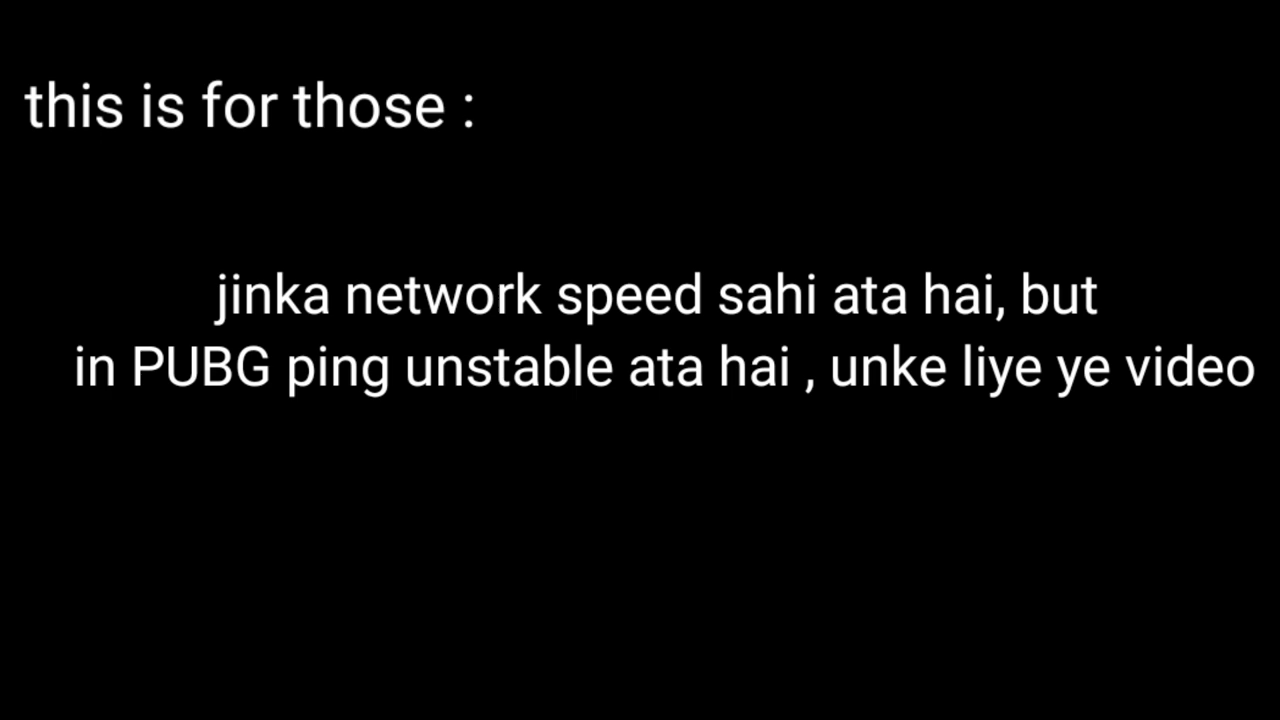 this is for those :
jinka network speed sahi ata hai, but
in PUBG ping unstable ata hai , unke liye ye video